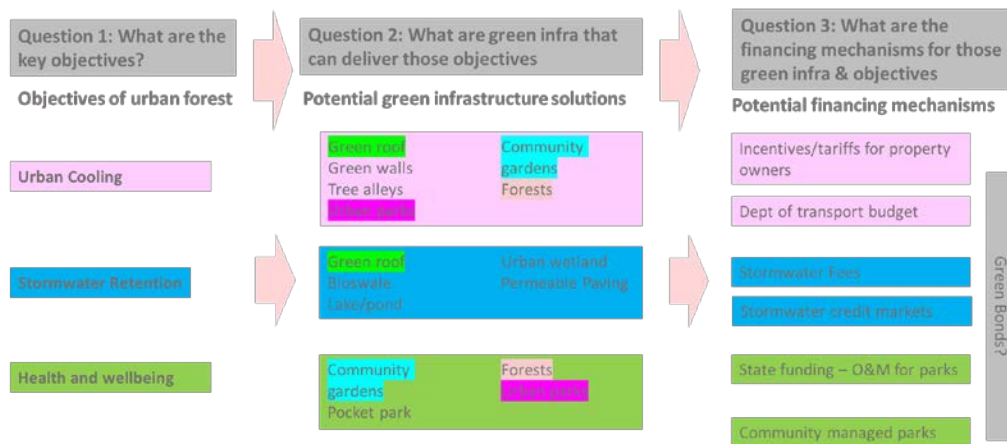 Question 1: What are the
key objectives?
Objectives of urban forest
Urban Cooling
Stormwater Retention
Health and wellbeing
Question 2: What are green infra that
can deliver those objectives
Potential green infrastructure solutions
Green roof
Green walls
Tree alleys
Community
gardens
Forests
Green roof
Bioswale
Lake/pond
Urban wetland
Permeable Paving
Community
gardens
Pocket park
Forests
Question 3: What are the
financing mechanisms for those
green infra & objectives
Potential financing mechanisms
Incentives/tariffs for property
owners
Dept of transport budget
Stormwater Fees
Stormwater credit markets
State funding – O&M for parks
Community managed parks
Green Bonds?